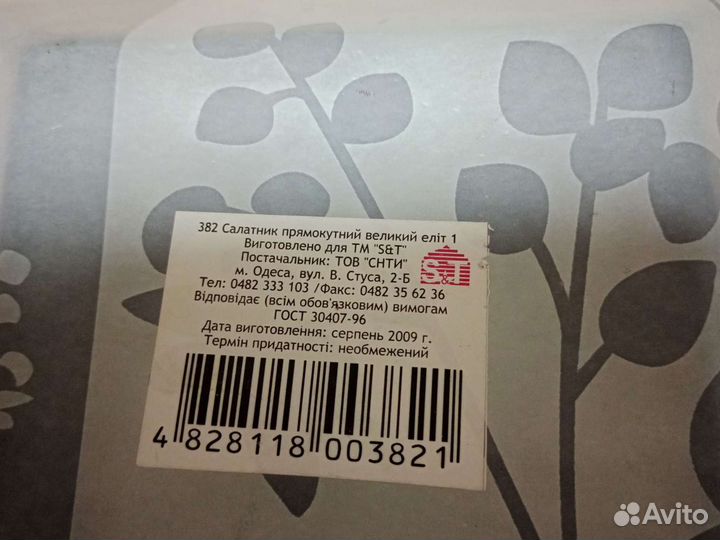 382 Салатник прямокутний великий еліт 1
Виготовлено для ТМ "S&T"
Постачальник: ТОВ "СНТИ"
м. Одеса, вул. В. Стуса, 2-Б
Тел: 0482 333 103 /Факс: 0482 35 62 36
Відповідає (всім обов'язковим) вимогам
ГОСТ 30407-96
Дата виготовлення: серпень 2009 г.
Термін придатності: необмежений
S&T
4 828118 003821
Avito